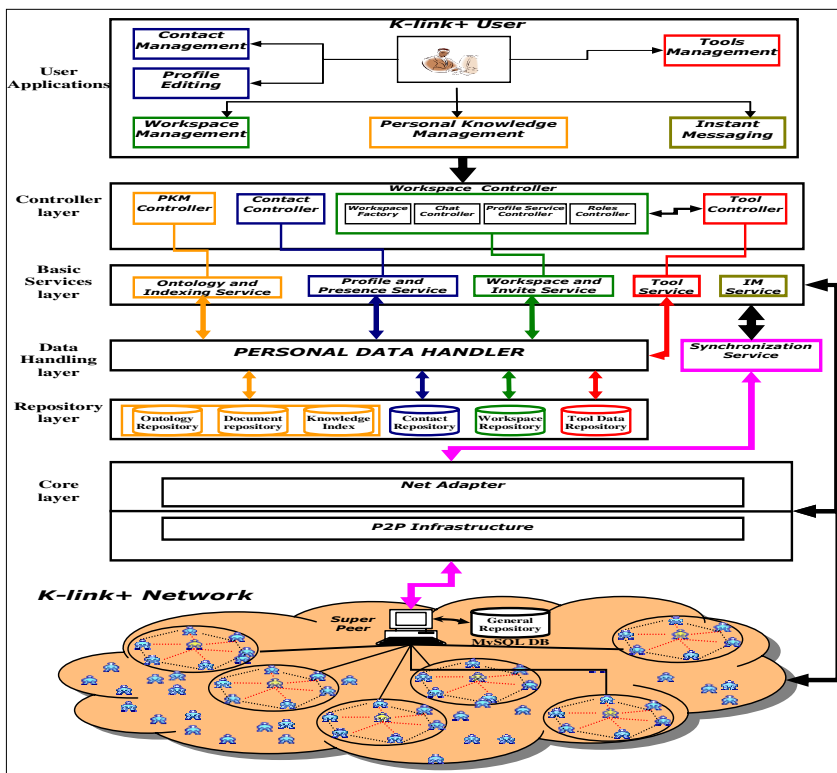 K-link+ User
Contact
Management
Tools
Management
User
Applications
Profile
Editing
Workspace
Management
Personal Knowledge
Management
Instant
Messaging
Controller
layer
PKM
Controller
Contact
Controller
Workspace Controller
Workspace
Factory
Chat
Controller
Profile Service
Controller
Roles
Controller
Tool
Controller
Basic
Services
layer
Ontology and
Indexing Service
Profile and
Presence Service
Workspace and
Invite Service
Tool
Service
IM
Service
Data
Handling
layer
PERSONAL DATA HANDLER
Synchronization
Service
Repository
layer
Ontology
Repository
Document
repository
Knowledge
Index
Contact
Repository
Workspace
Repository
Tool Data
Repository
Core
layer
Net Adapter
P2P Infrastructure
K-link+ Network
Super
Peer
General
Repository
MySQL DB